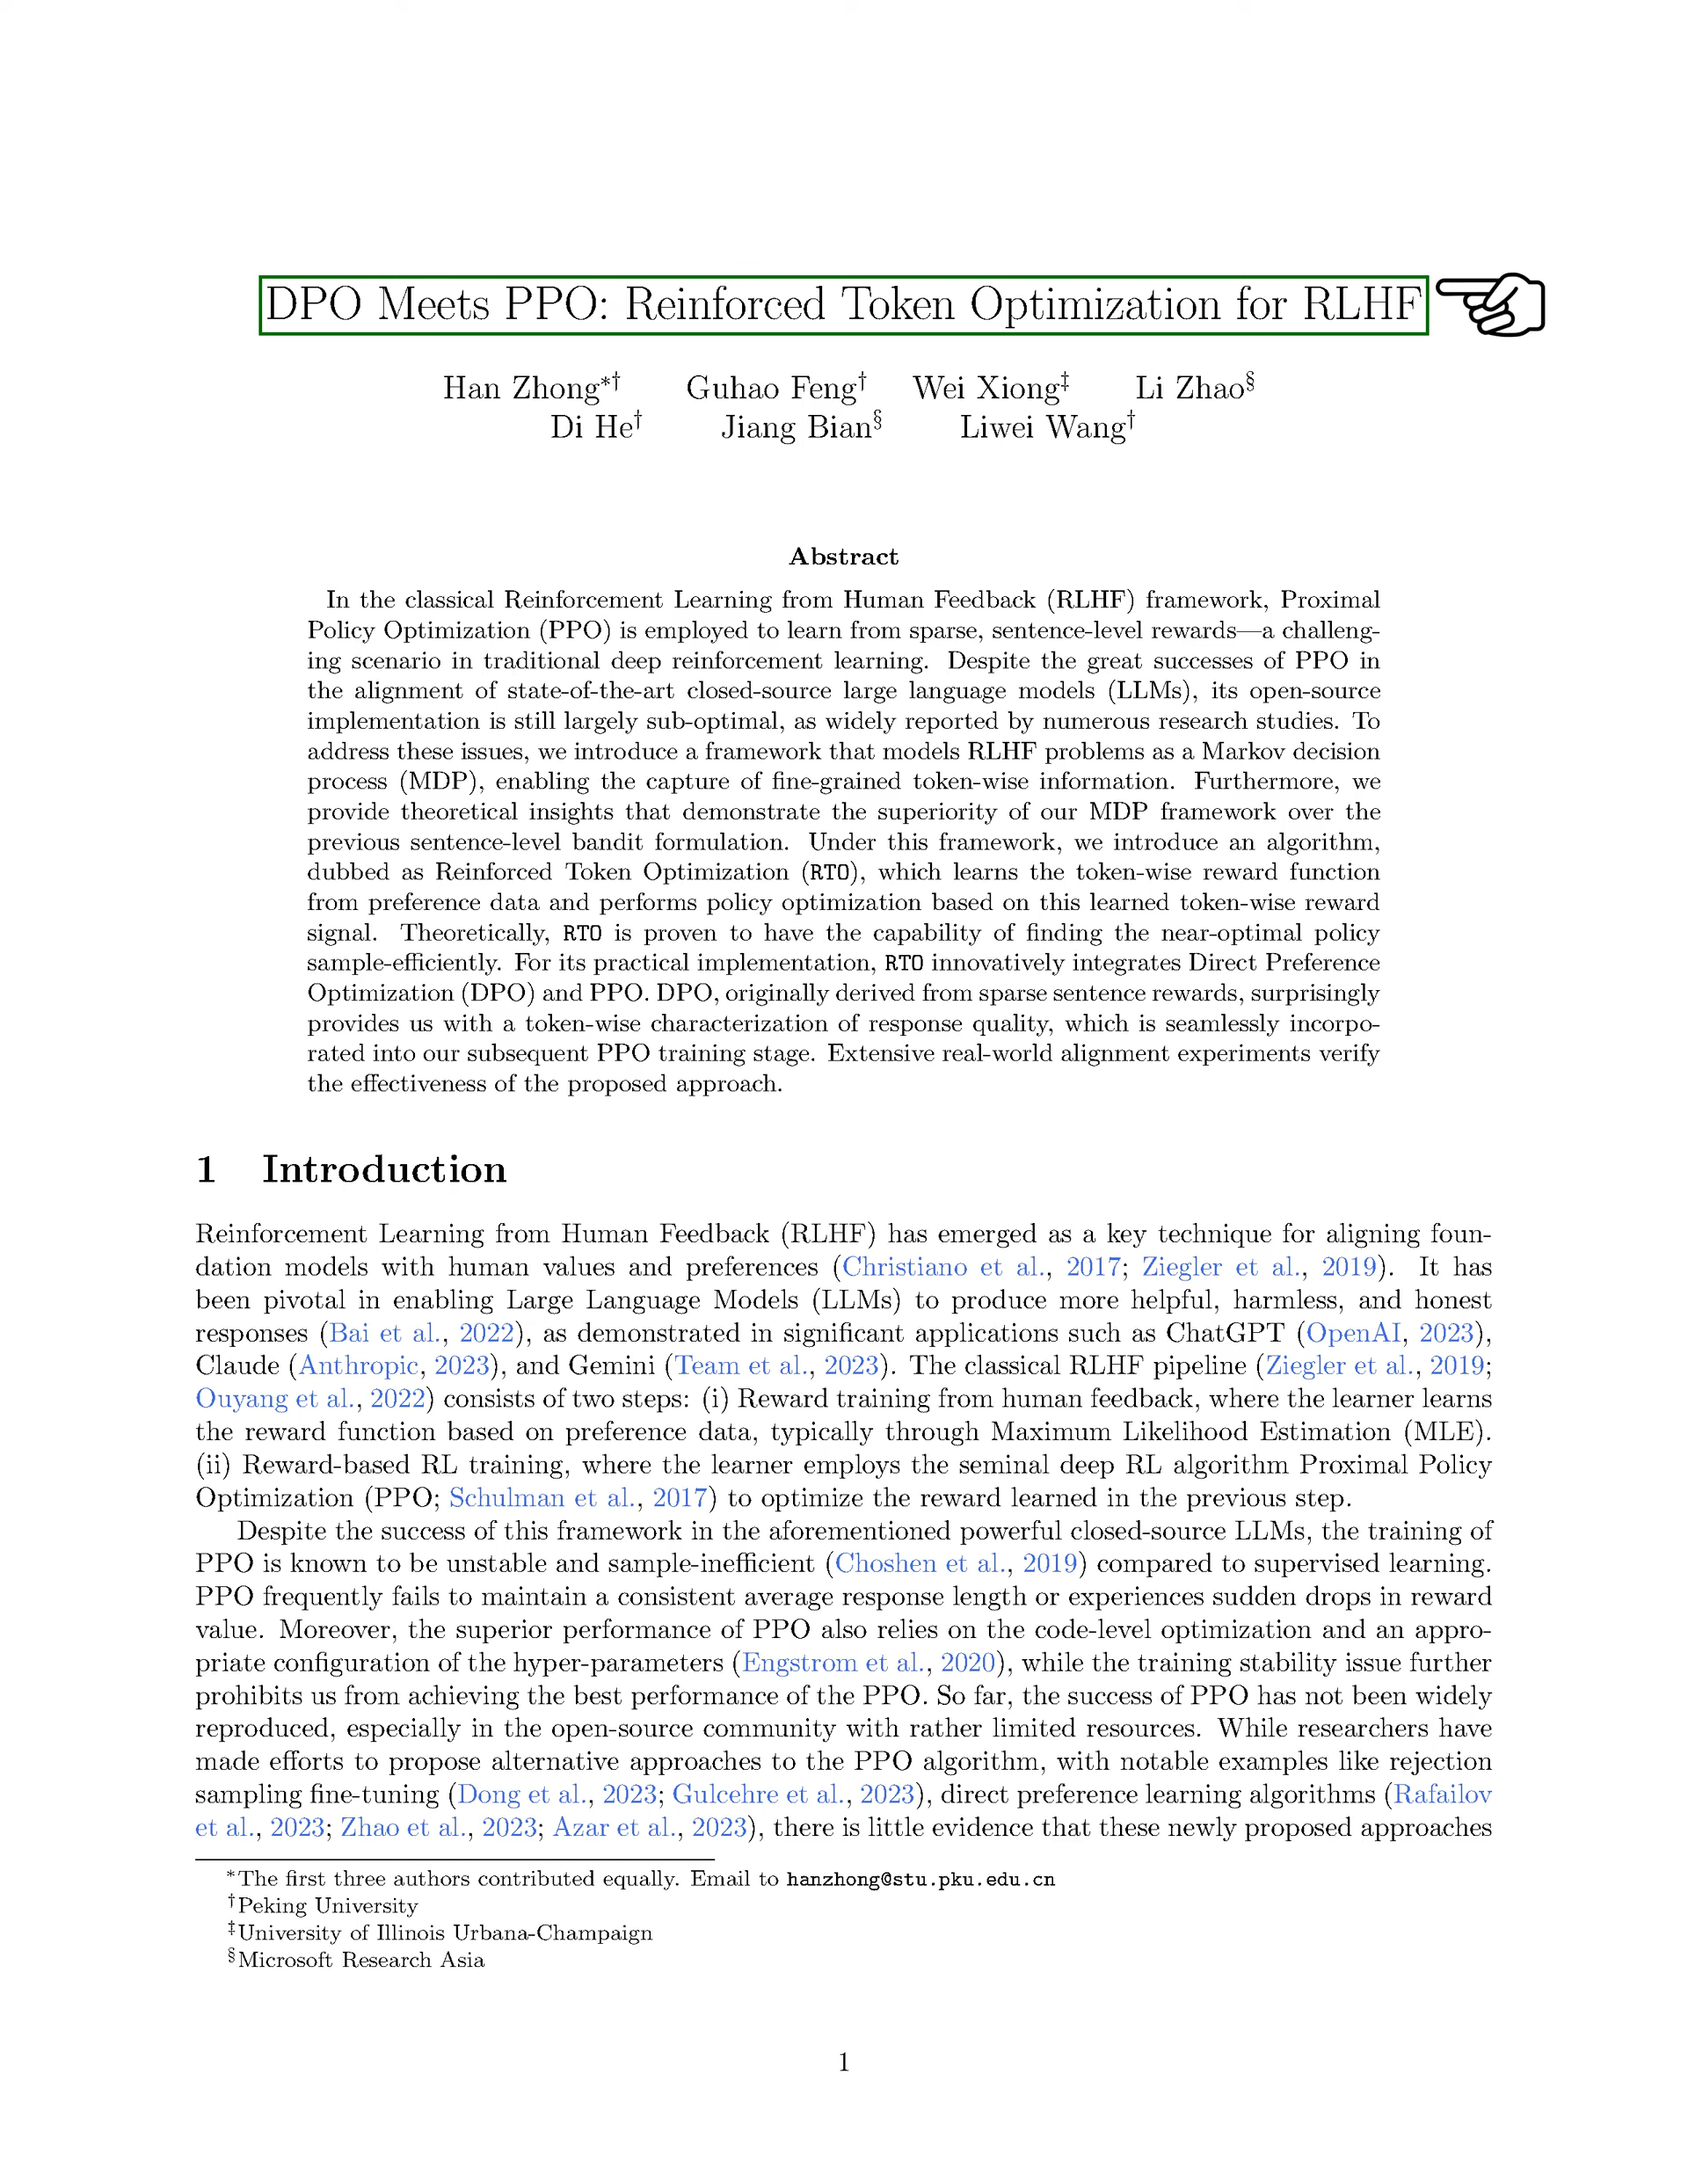 DPO Meets PPO: Reinforced Token Optimization for RLHF
Han Zhong*† Guhao Feng† Wei Xiong‡ Li Zhao§
Di He† Jiang Bian§ Liwei Wang†
Abstract
In the classical Reinforcement Learning from Human Feedback (RLHF) framework, Proximal
Policy Optimization (PPO) is employed to learn from sparse, sentence-level rewards—a challeng-
ing scenario in traditional deep reinforcement learning. Despite the great successes of PPO in
the alignment of state-of-the-art closed-source large language models (LLMs), its open-source
implementation is still largely sub-optimal, as widely reported by numerous research studies. To
address these issues, we introduce a framework that models RLHF problems as a Markov decision
process (MDP), enabling the capture of fine-grained token-wise information. Furthermore, we
provide theoretical insights that demonstrate the superiority of our MDP framework over the
previous sentence-level bandit formulation. Under this framework, we introduce an algorithm,
dubbed as Reinforced Token Optimization (RTO), which learns the token-wise reward function
from preference data and performs policy optimization based on this learned token-wise reward
signal. Theoretically, RTO is proven to have the capability of finding the near-optimal policy
sample-efficiently. For its practical implementation, RTO innovatively integrates Direct Preference
Optimization (DPO) and PPO. DPO, originally derived from sparse sentence rewards, surprisingly
provides us with a token-wise characterization of response quality, which is seamlessly incorpo-
rated into our subsequent PPO training stage. Extensive real-world alignment experiments verify
the effectiveness of the proposed approach.
1 Introduction
Reinforcement Learning from Human Feedback (RLHF) has emerged as a key technique for aligning foun-
dation models with human values and preferences (Christiano et al., 2017; Ziegler et al., 2019). It has
been pivotal in enabling Large Language Models (LLMs) to produce more helpful, harmless, and honest
responses (Bai et al., 2022), as demonstrated in significant applications such as ChatGPT (OpenAI, 2023),
Claude (Anthropic, 2023), and Gemini (Team et al., 2023). The classical RLHF pipeline (Ziegler et al., 2019;
Ouyang et al., 2022) consists of two steps: (i) Reward training from human feedback, where the learner learns
the reward function based on preference data, typically through Maximum Likelihood Estimation (MLE).
(ii) Reward-based RL training, where the learner employs the seminal deep RL algorithm Proximal Policy
Optimization (PPO; Schulman et al., 2017) to optimize the reward learned in the previous step.
Despite the success of this framework in the aforementioned powerful closed-source LLMs, the training of
PPO is known to be unstable and sample-inefficient (Choshen et al., 2019) compared to supervised learning.
PPO frequently fails to maintain a consistent average response length or experiences sudden drops in reward
value. Moreover, the superior performance of PPO also relies on the code-level optimization and an appro-
priate configuration of the hyper-parameters (Engstrom et al., 2020), while the training stability issue further
prohibits us from achieving the best performance of the PPO. So far, the success of PPO has not been widely
reproduced, especially in the open-source community with rather limited resources. While researchers have
made efforts to propose alternative approaches to the PPO algorithm, with notable examples like rejection
sampling fine-tuning (Dong et al., 2023; Gulcehre et al., 2023), direct preference learning algorithms (Rafailov
et al., 2023; Zhao et al., 2023; Azar et al., 2023), there is little evidence that these newly proposed approaches
*The first three authors contributed equally. Email to hanzhong@stu.pku.edu.cn
†Peking University
‡University of Illinois Urbana-Champaign
§Microsoft Research Asia
1